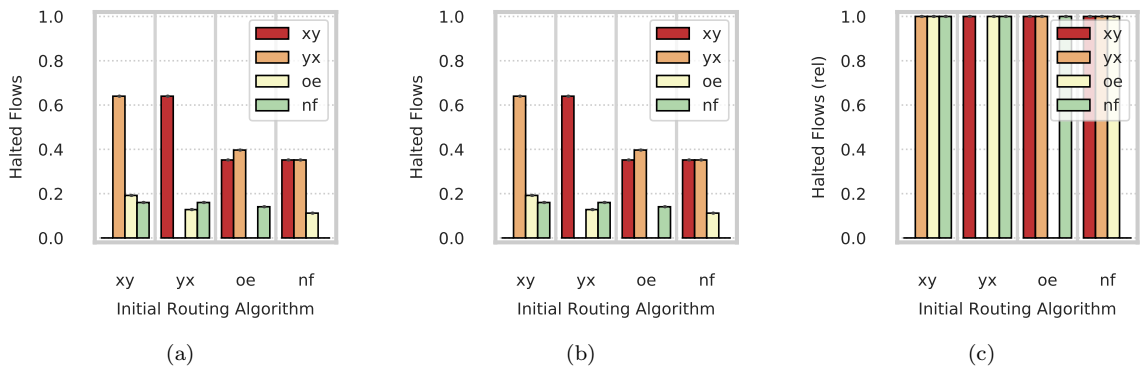 1.0
0.8
0.6
0.4
0.2
0.0
Halted Flows
xy
yx
oe
nf
xy
yx
oe
nf
Initial Routing Algorithm
(a)
1.0
0.8
0.6
0.4
0.2
0.0
Halted Flows
xy
yx
oe
nf
xy
yx
oe
nf
Initial Routing Algorithm
(b)
1.0
0.8
0.6
0.4
0.2
0.0
Halted Flows (rel)
xy
yx
oe
nf
xy
yx
oe
nf
Initial Routing Algorithm
(c)